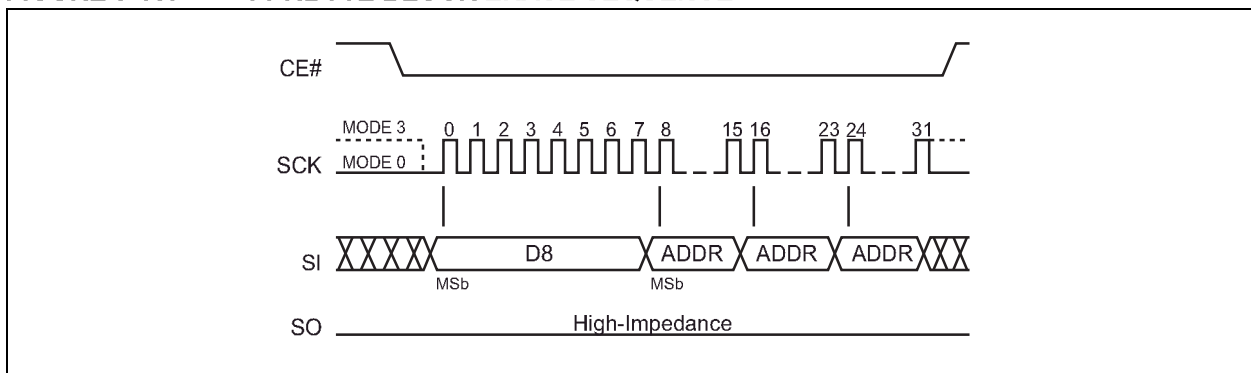 CE#
MODE 3
0 1 2 3 4 5 6 7 8 15 16 23 24 31
SCK
MODE 0
SI
D8 ADDR ADDR ADDR
MSb MSb
SO
High-Impedance